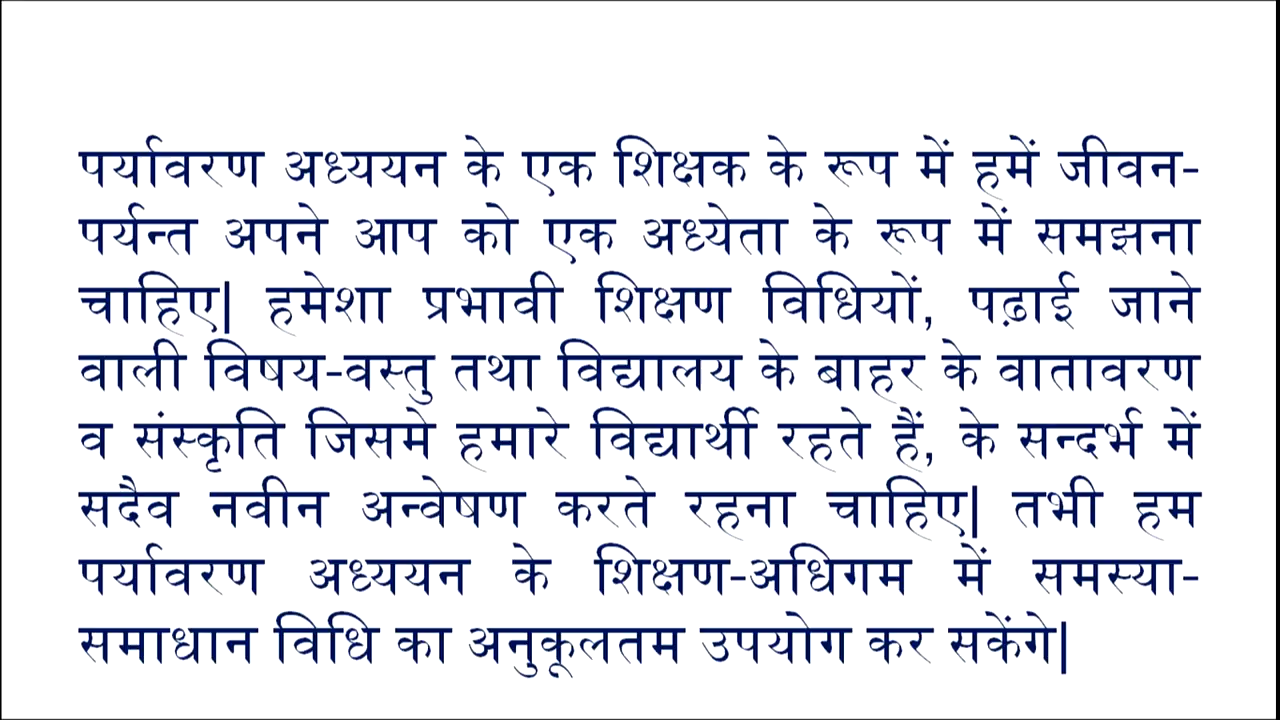 पर्यावरण अध्ययन के एक शिक्षक के रूप में हमें जीवन-
पर्यन्त अपने आप को एक अध्येता के रूप में समझना
चाहिए| हमेशा प्रभावी शिक्षण विधियों, पढ़ाई जाने
वाली विषय-वस्तु तथा विद्यालय के बाहर के वातावरण
व संस्कृति जिसमे हमारे विद्यार्थी रहते हैं, के सन्दर्भ में
सदैव नवीन अन्वेषण करते रहना चाहिए| तभी हम
पर्यावरण अध्ययन के शिक्षण-अधिगम में समस्या-
समाधान विधि का अनुकूलतम उपयोग कर सकेंगे|